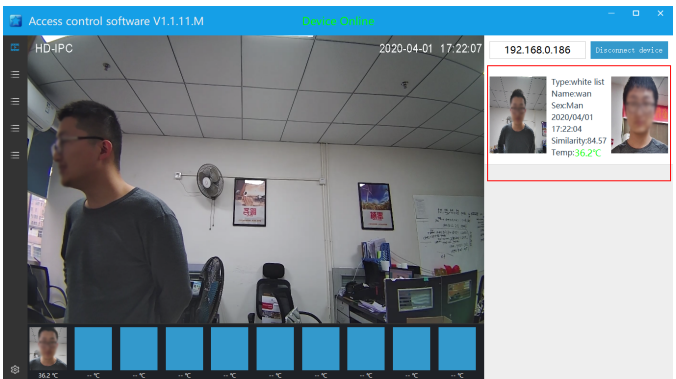 Access control software V1.1.11.M
Device Online
HD-IPC
2020-04-01 17:22:07
192.168.0.186
Disconnect device
Type:white list
Name:wan
Sex:Man
2020/04/01
17:22:04
Similarity:84.57
Temp:36.2℃
36.2 ℃
-- ℃
-- ℃
-- ℃
-- ℃
-- ℃
-- ℃
-- ℃
-- ℃
-- ℃